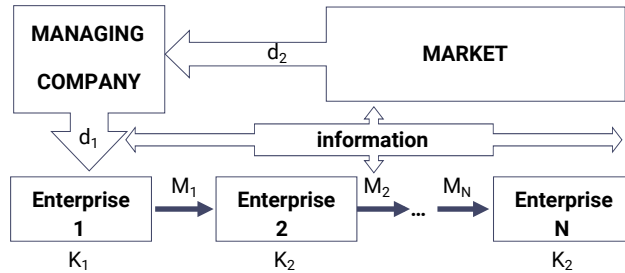 MANAGING
COMPANY
d2
MARKET
d1
information
Enterprise
1
M1
Enterprise
2
M2
...
MN
Enterprise
N
K1
K2
K2